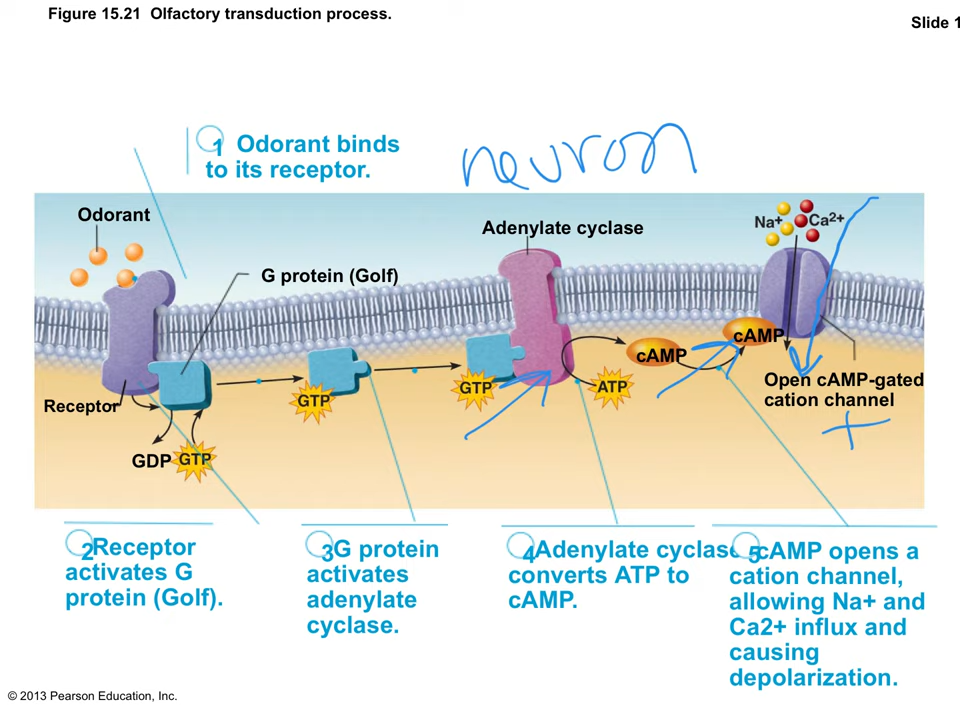 Figure 15.21 Olfactory transduction process.
Slide 1
1 Odorant binds
to its receptor.
neuron
Odorant
G protein (Golf)
Adenylate cyclase
Na+
Ca2+
Receptor
GDP
GTP
GTP
GTP
ATP
cAMP
cAMP
Open cAMP-gated
cation channel
+
2 Receptor
activates G
protein (Golf).
3 G protein
activates
adenylate
cyclase.
4 Adenylate cyclase
converts ATP to
cAMP.
5 cAMP opens a
cation channel,
allowing Na+ and
Ca2+ influx and
causing
depolarization.
© 2013 Pearson Education, Inc.